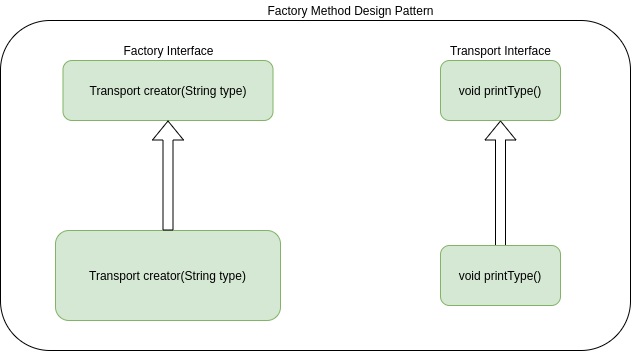 Factory Method Design Pattern
Factory Interface
Transport Interface
Transport creator(String type)
void printType()
Transport creator(String type)
void printType()